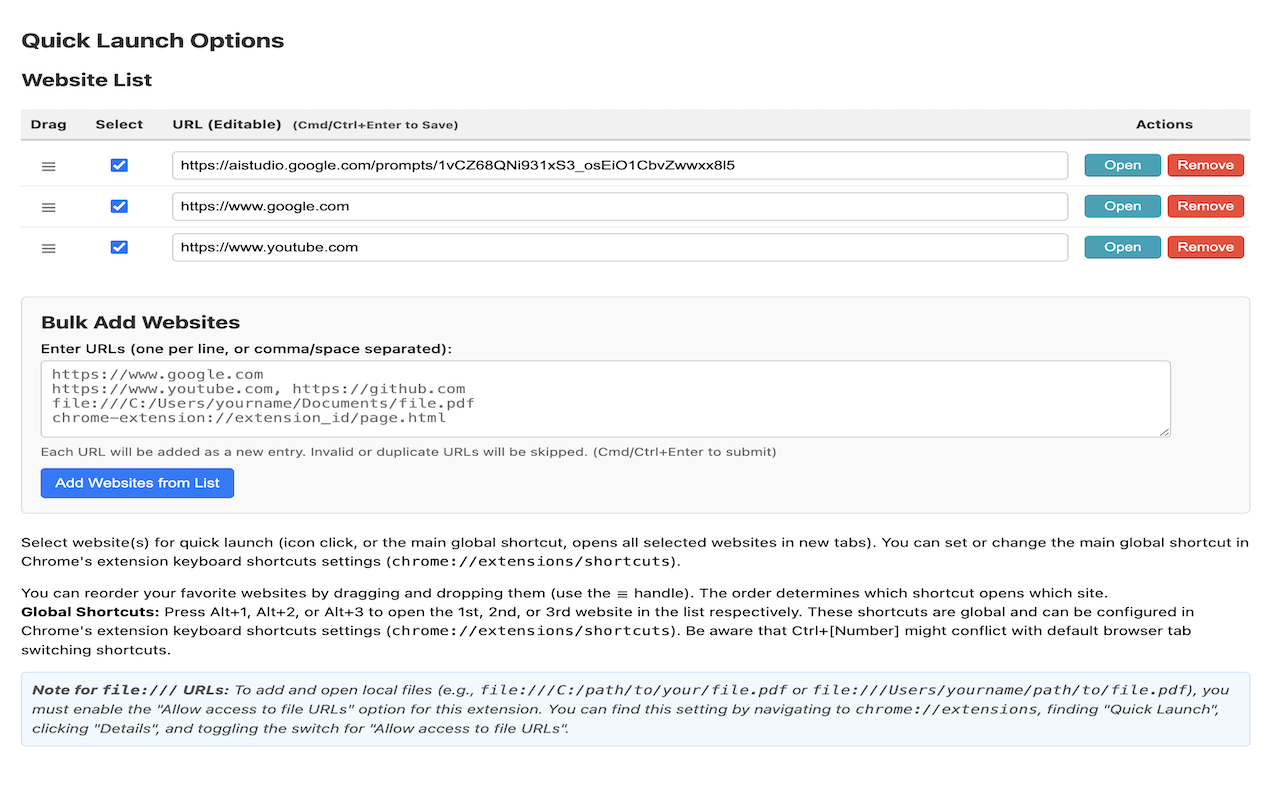 Quick Launch Options
Website List
Drag Select URL (Editable) (Cmd/Ctrl+Enter to Save) Actions
https://aistudio.google.com/prompts/1vCZ68QNi931xS3_osEiO1CbvZwwxx8l5 Open Remove
https://www.google.com Open Remove
https://www.youtube.com Open Remove
Bulk Add Websites
Enter URLs (one per line, or comma/space separated):
https://www.google.com
https://www.youtube.com, https://github.com
file:///C:/Users/yourname/Documents/file.pdf
chrome-extension://extension_id/page.html
Each URL will be added as a new entry. Invalid or duplicate URLs will be skipped. (Cmd/Ctrl+Enter to submit)
Add Websites from List
Select website(s) for quick launch (icon click, or the main global shortcut, opens all selected websites in new tabs). You can set or change the main global shortcut in
Chrome's extension keyboard shortcuts settings (chrome://extensions/shortcuts).
You can reorder your favorite websites by dragging and dropping them (use the ≡ handle). The order determines which shortcut opens which site.
Global Shortcuts: Press Alt+1, Alt+2, or Alt+3 to open the 1st, 2nd, or 3rd website in the list respectively. These shortcuts are global and can be configured in
Chrome's extension keyboard shortcuts settings (chrome://extensions/shortcuts). Be aware that Ctrl+[Number] might conflict with default browser tab
switching shortcuts.
Note for file:/// URLs: To add and open local files (e.g., file:///C:/path/to/your/file.pdf or file:///Users/yourname/path/to/file.pdf), you
must enable the "Allow access to file URLs" option for this extension. You can find this setting by navigating to chrome://extensions, finding "Quick Launch",
clicking "Details", and toggling the switch for "Allow access to file URLs".